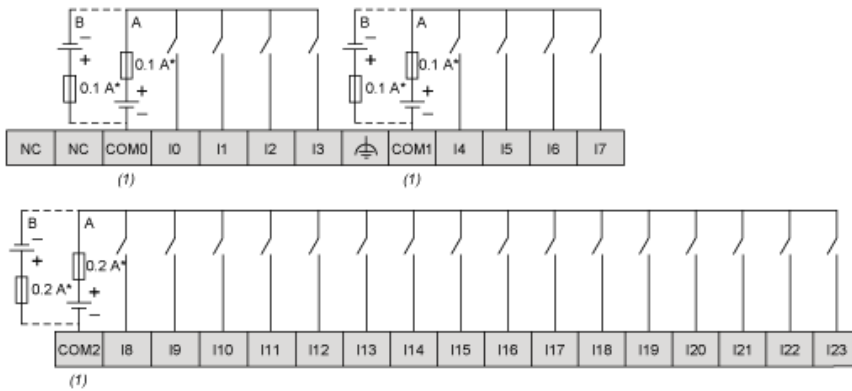 B A B A
− −
+ 0.1 A* + 0.1 A*
0.1 A* + 0.1 A* +
− −
NC NC COM0 I0 I1 I2 I3 COM1 I4 I5 I6 I7
(1) (1)
B A
−
+ 0.2 A*
0.2 A* +
−
COM2 I8 I9 I10 I11 I12 I13 I14 I15 I16 I17 I18 I19 I20 I21 I22 I23
(1)